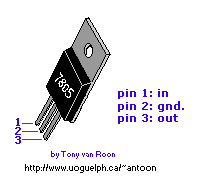 7805
pin 1: in
pin 2: gnd.
pin 3: out
1
2
3
by Tony van Roon
http://www.uoguelph.ca/~antoon